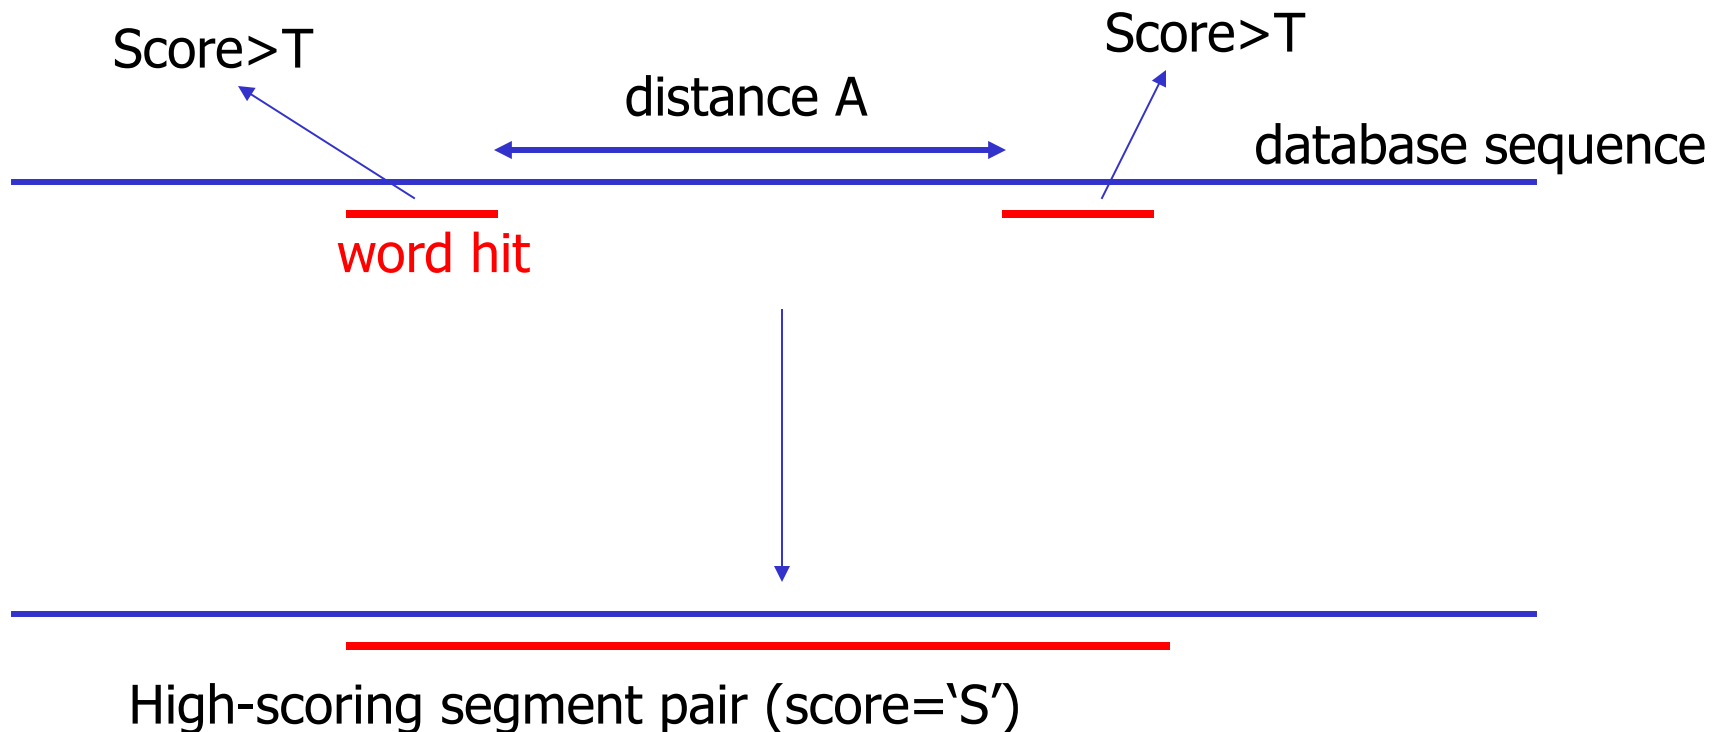 Score>T
Score>T
distance A
database sequence
word hit
High-scoring segment pair (score=‘S’)